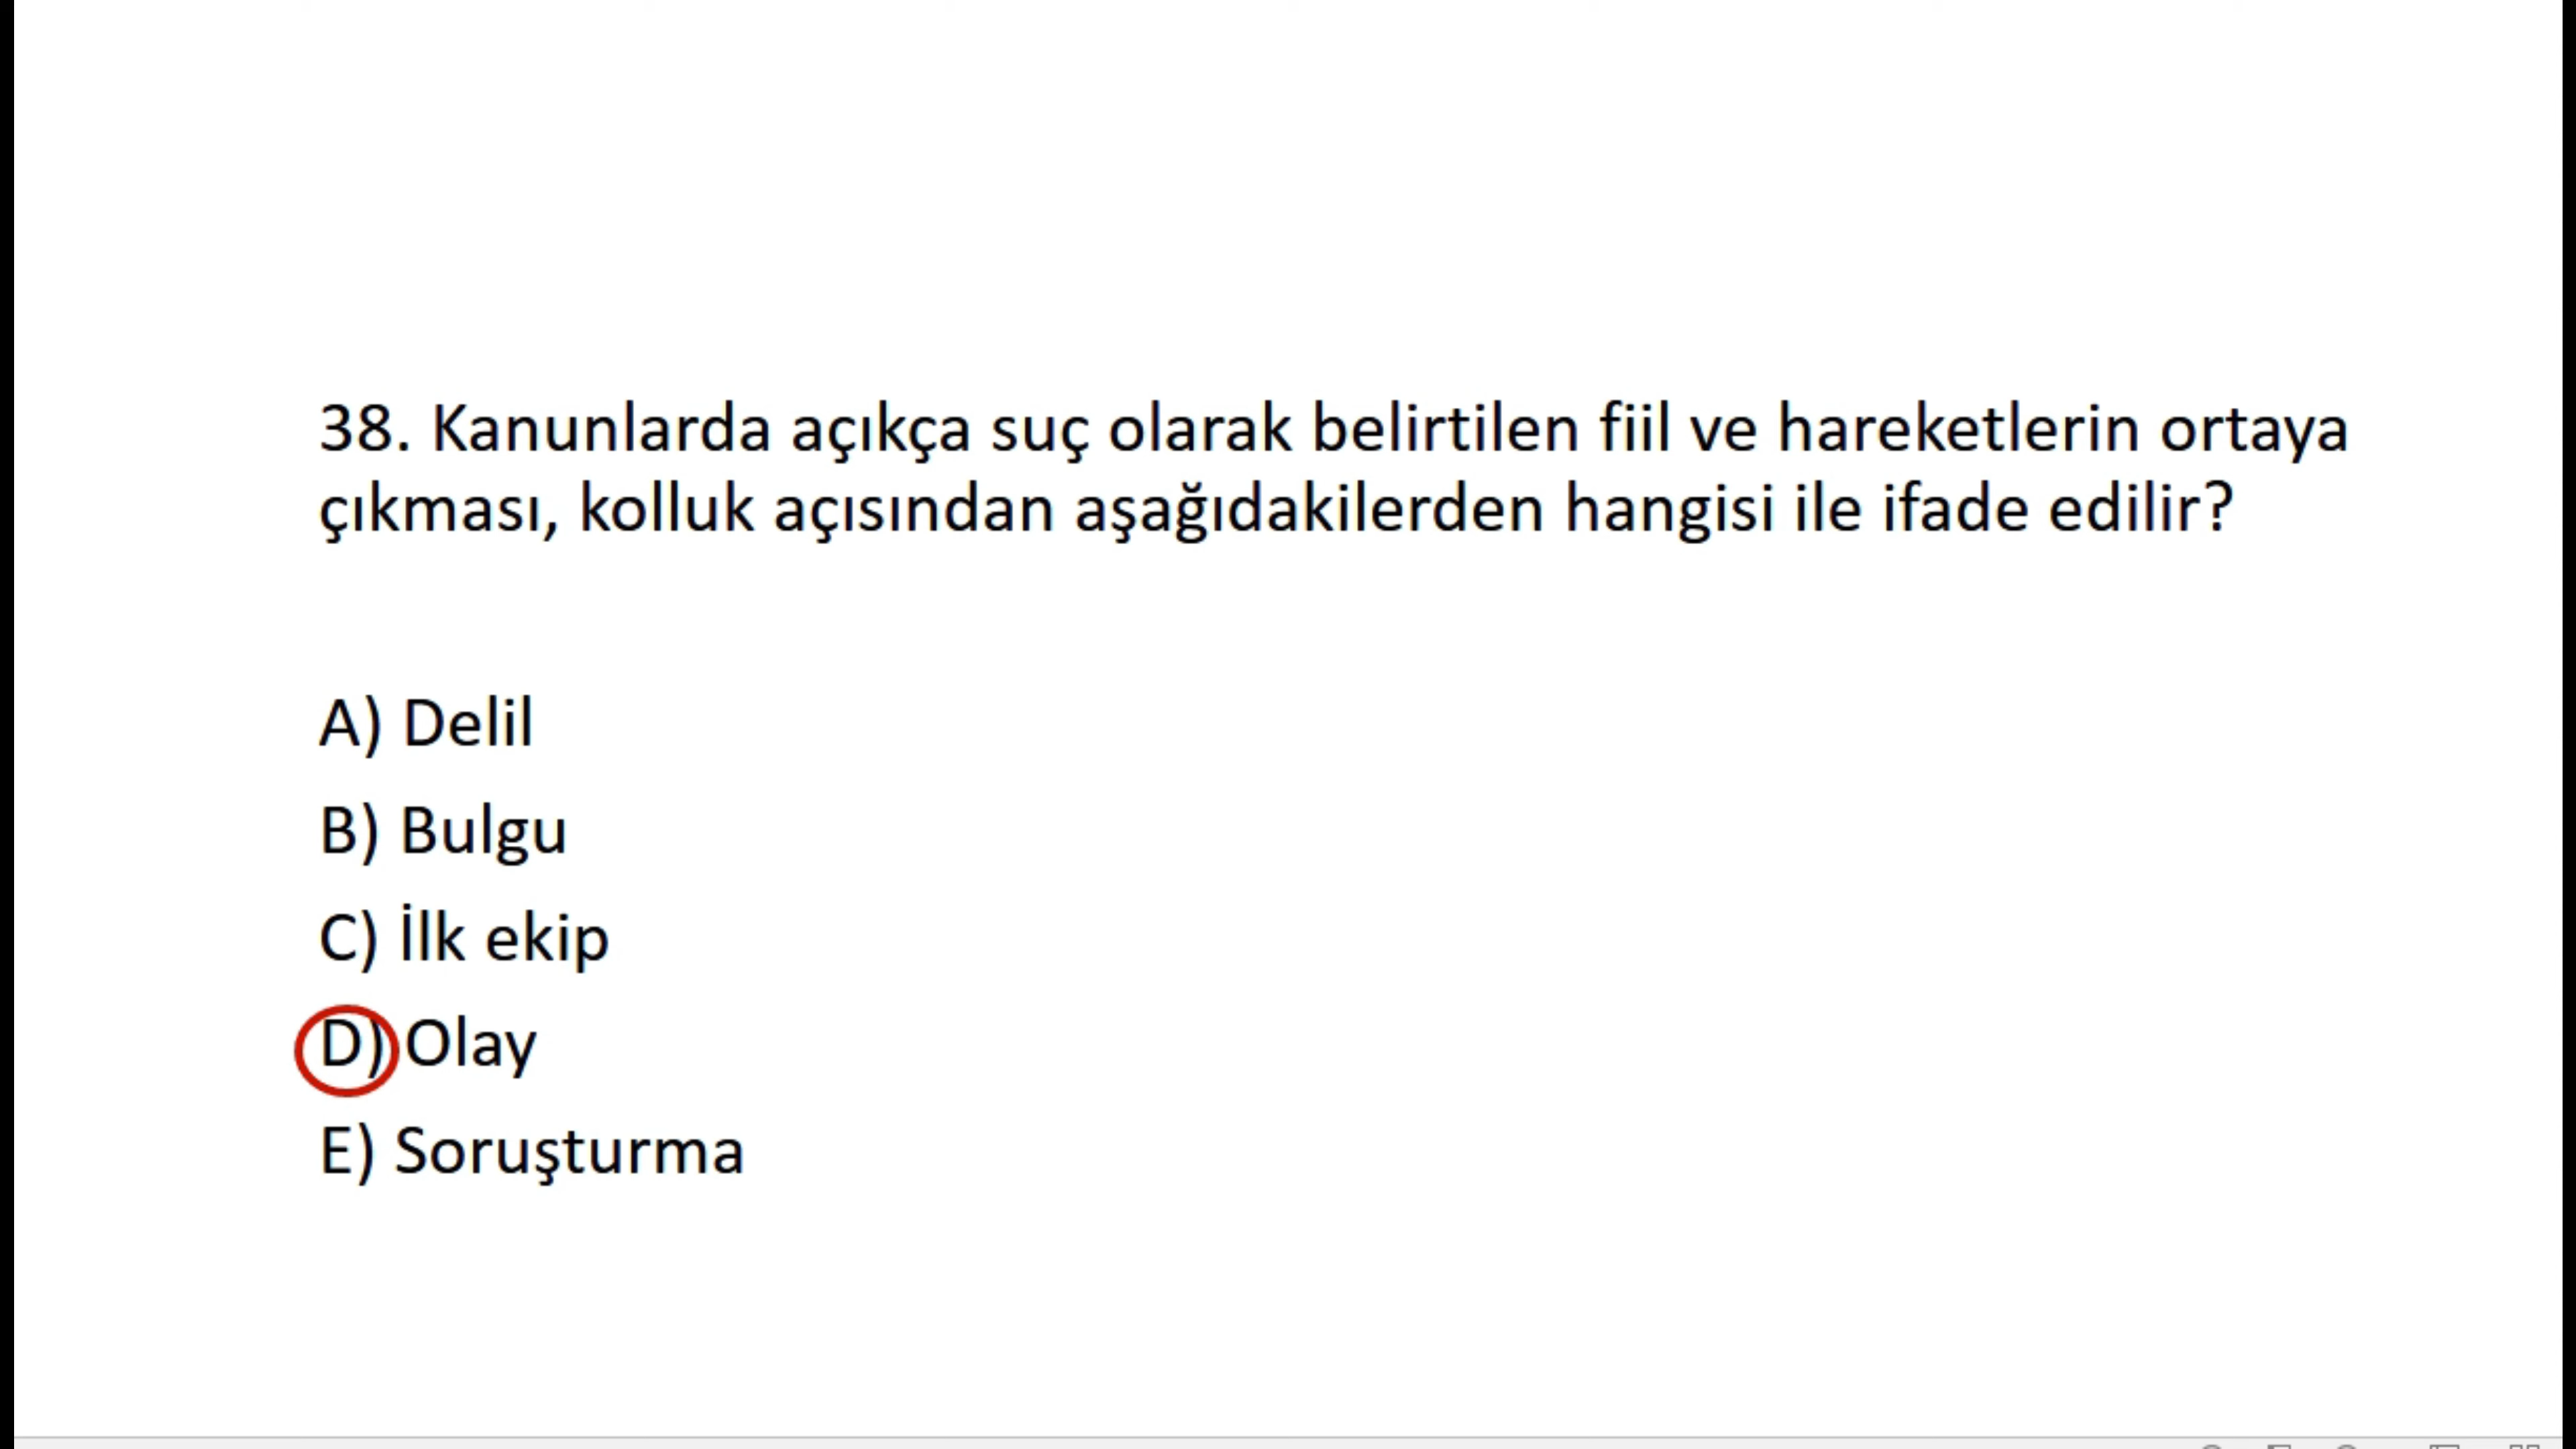 38. Kanunlarda açıkça suç olarak belirtilen fiil ve hareketlerin ortaya
çıkması, kolluk açısından aşağıdakilerden hangisi ile ifade edilir?
A) Delil
B) Bulgu
C) İlk ekip
D) Olay
E) Soruşturma